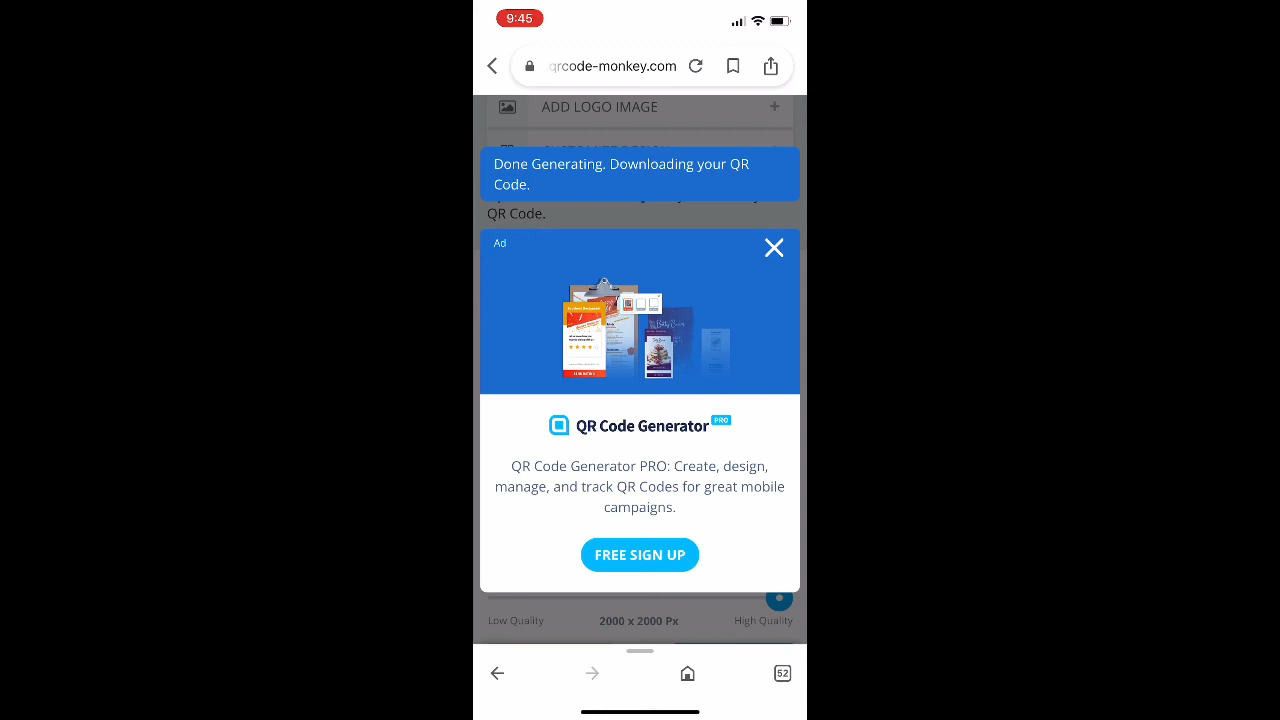 9:45
qrcode-monkey.com
ADD LOGO IMAGE
+
Done Generating. Downloading your QR
Code.
QR Code.
Ad
QR Code Generator PRO
QR Code Generator PRO: Create, design,
manage, and track QR Codes for great mobile
campaigns.
FREE SIGN UP
Low Quality 2000 x 2000 Px High Quality
52